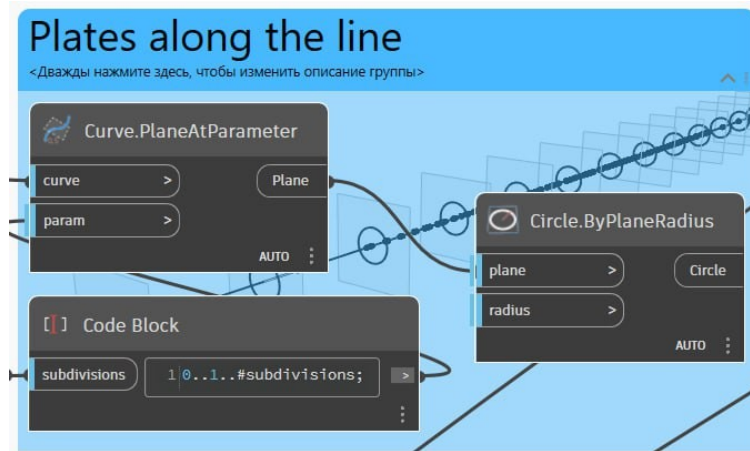 Plates along the line
<Дважды нажмите здесь, чтобы изменить описание группы>
Curve.PlaneAtParameter
curve > Plane
param >
AUTO
Circle.ByPlaneRadius
plane > Circle
radius >
AUTO
[I] Code Block
subdivisions 1 0..1..#subdivisions; >